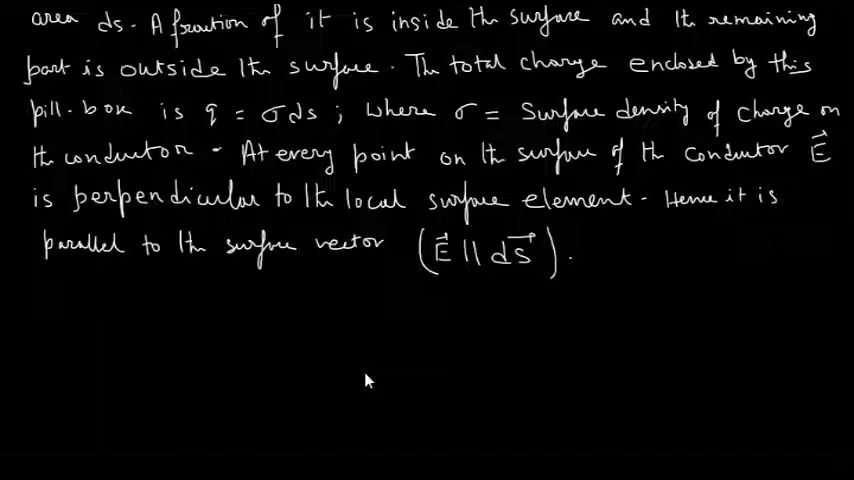 area ds. A fraction of it is inside the surface and the remaining
part is outside the surface. The total charge enclosed by this
pill-box is q = σds ; where σ = Surface density of charge on
the conductor. At every point on the surface of the conductor E⃗
is perpendicular to the local surface element. Hence it is
parallel to the surface vector (E⃗ || dS⃗).